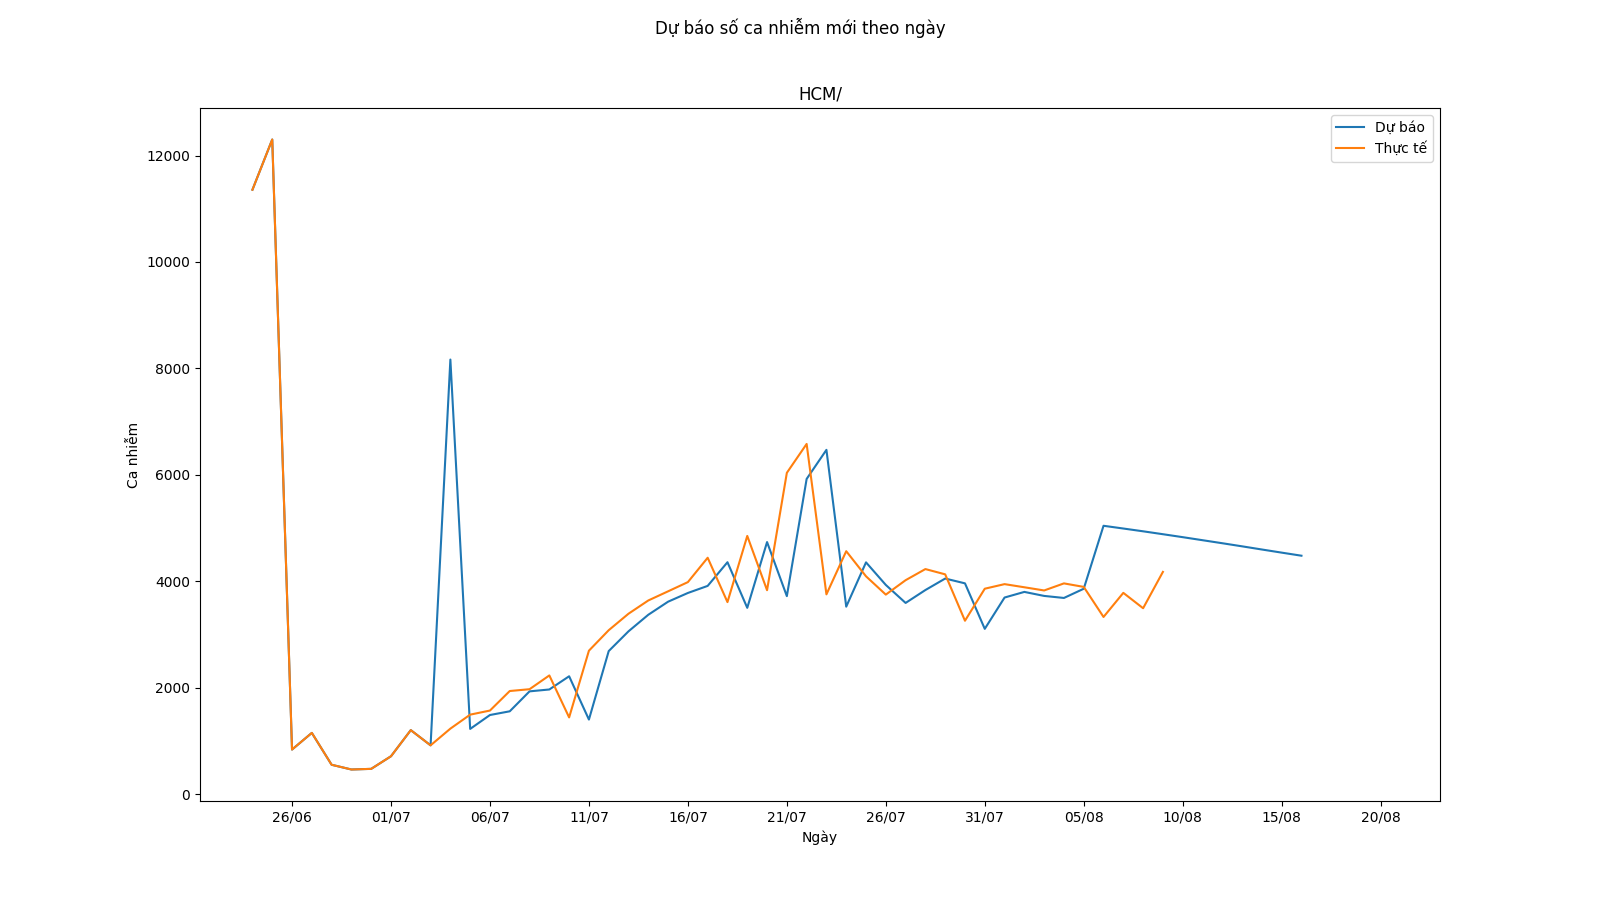 Dự báo số ca nhiễm mới theo ngày
HCM/
Dự báo
Thực tế
12000
10000
8000
6000
4000
2000
0
Ca nhiễm
26/06 01/07 06/07 11/07 16/07 21/07 26/07 31/07 05/08 10/08 15/08 20/08
Ngày